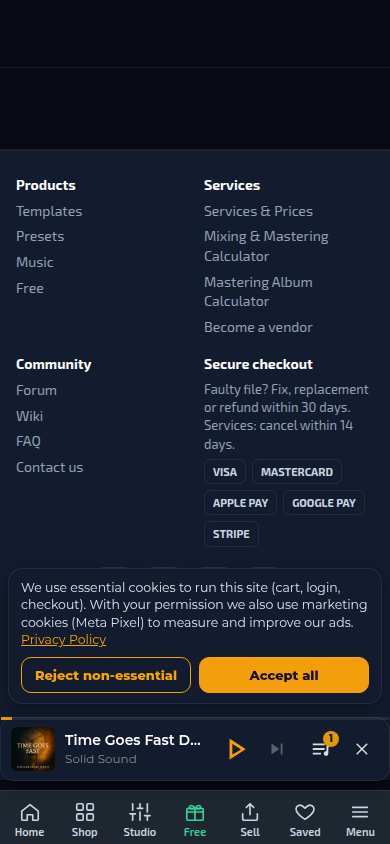 Products
Templates
Presets
Music
Free
Services
Services & Prices
Mixing & Mastering
Calculator
Mastering Album
Calculator
Become a vendor
Community
Forum
Wiki
FAQ
Contact us
Secure checkout
Faulty file? Fix, replacement
or refund within 30 days.
Services: cancel within 14
days.
VISA
MASTERCARD
APPLE PAY
GOOGLE PAY
STRIPE
We use essential cookies to run this site (cart, login,
checkout). With your permission we also use marketing
cookies (Meta Pixel) to measure and improve our ads.
Privacy Policy
Reject non-essential
Accept all
TIME GOES
FAST
Time Goes Fast D...
Solid Sound
1
Home
Shop
Studio
Free
Sell
Saved
Menu